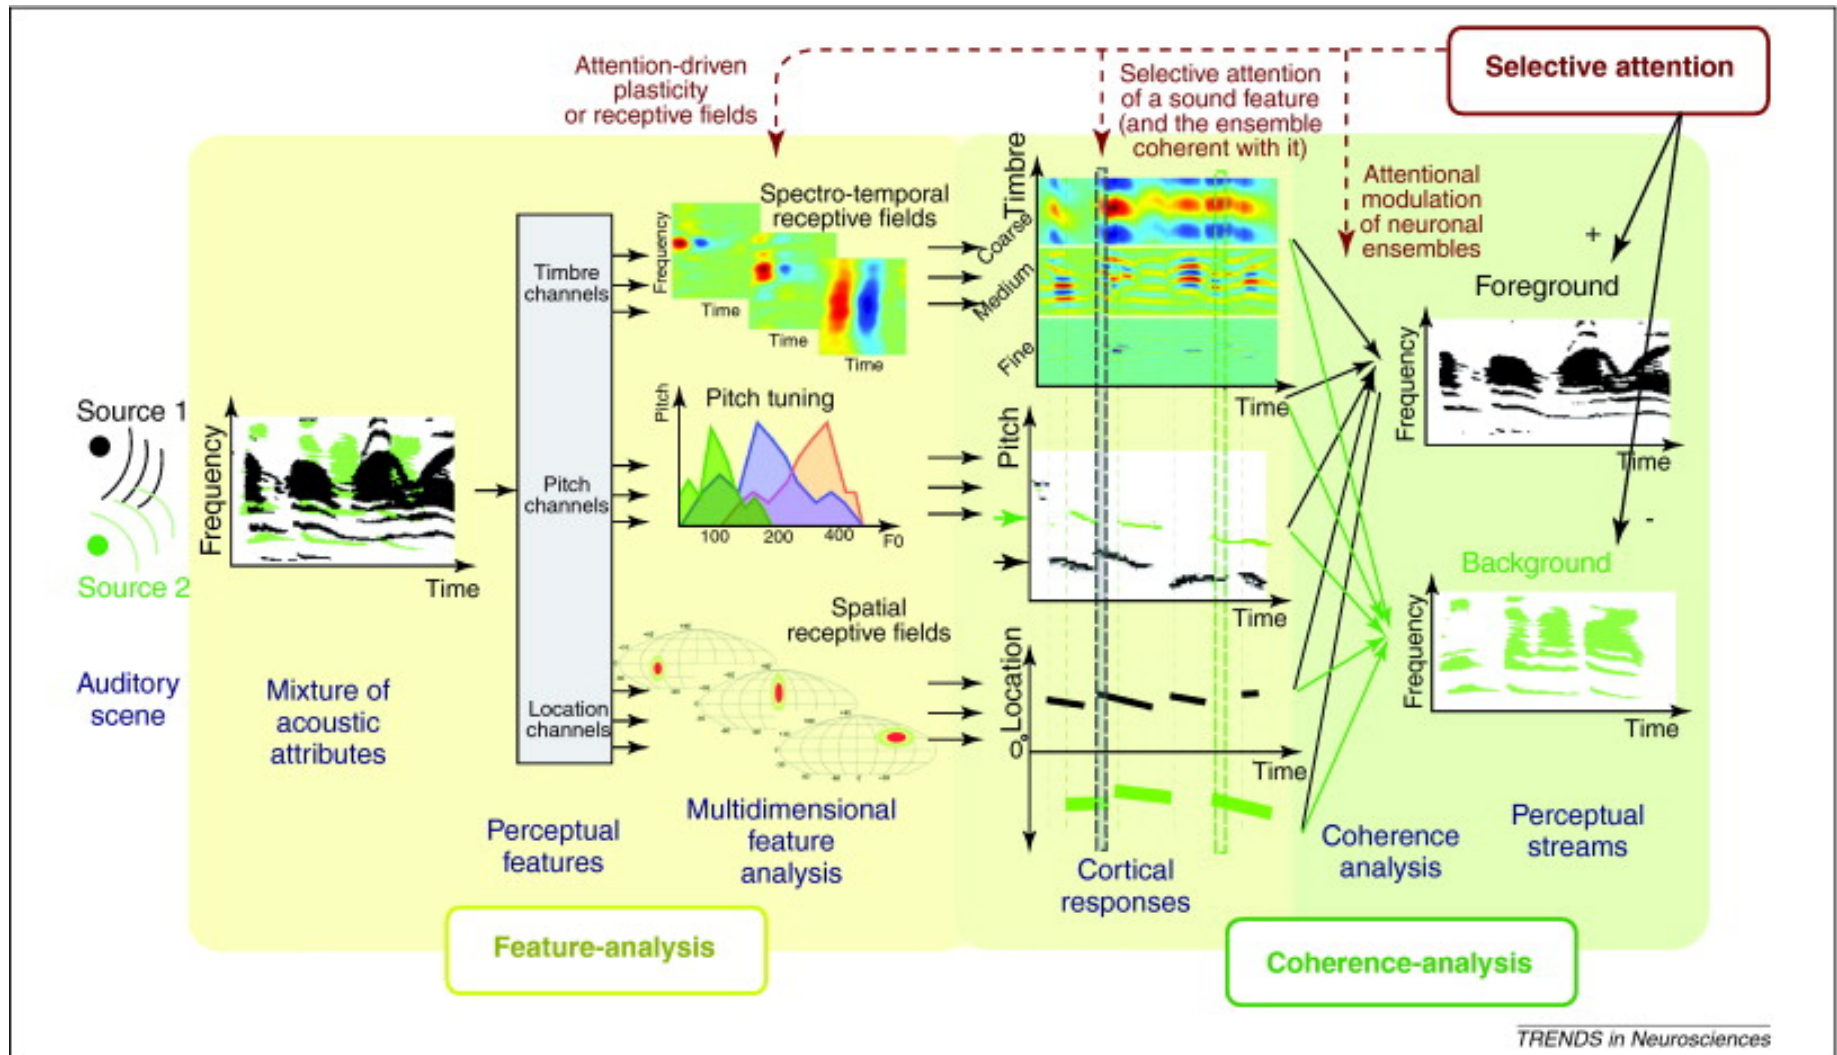 Selective attention
Attention-driven
plasticity
or receptive fields
Selective attention
of a sound feature
(and the ensemble
coherent with it)
Attentional
modulation
of neuronal
ensembles
Source 1
Source 2
Auditory
scene
Frequency
Time
Mixture of
acoustic
attributes
Timbre
channels
Pitch
channels
Location
channels
Perceptual
features
Spectro-temporal
receptive fields
Frequency
Time
Time
Time
Pitch tuning
Pitch
100
200
400
F0
Spatial
receptive fields
Multidimensional
feature
analysis
Feature-analysis
Timbre
Coarse
Medium
Fine
Time
Pitch
Time
Location
0°
Time
Cortical
responses
Coherence
analysis
+
Foreground
Frequency
Time
-
Background
Frequency
Time
Perceptual
streams
Coherence-analysis
TRENDS in Neurosciences